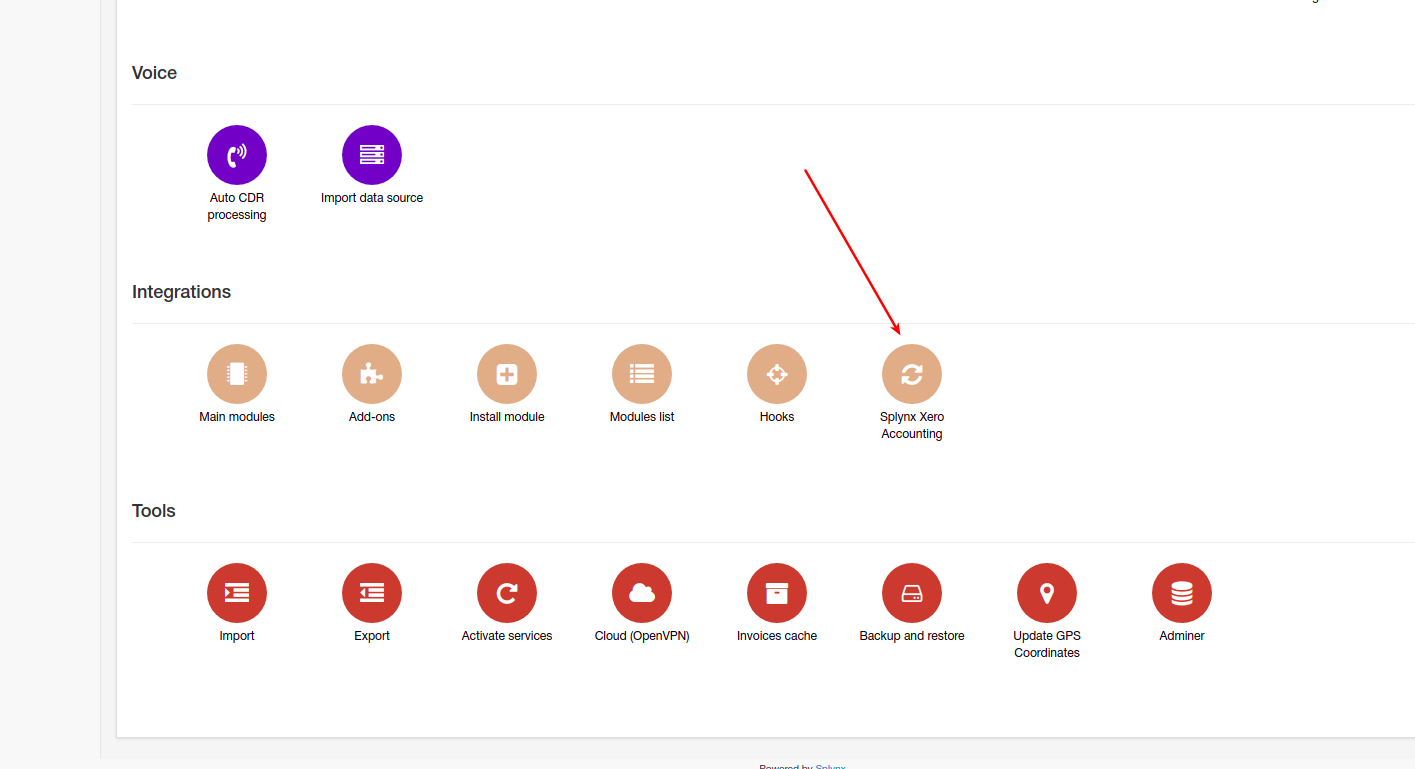 Voice
Auto CDR
processing
Import data source
Integrations
Main modules
Add-ons
Install module
Modules list
Hooks
Splynx Xero
Accounting
Tools
Import
Export
Activate services
Cloud (OpenVPN)
Invoices cache
Backup and restore
Update GPS
Coordinates
Adminer
Powered by Splynx